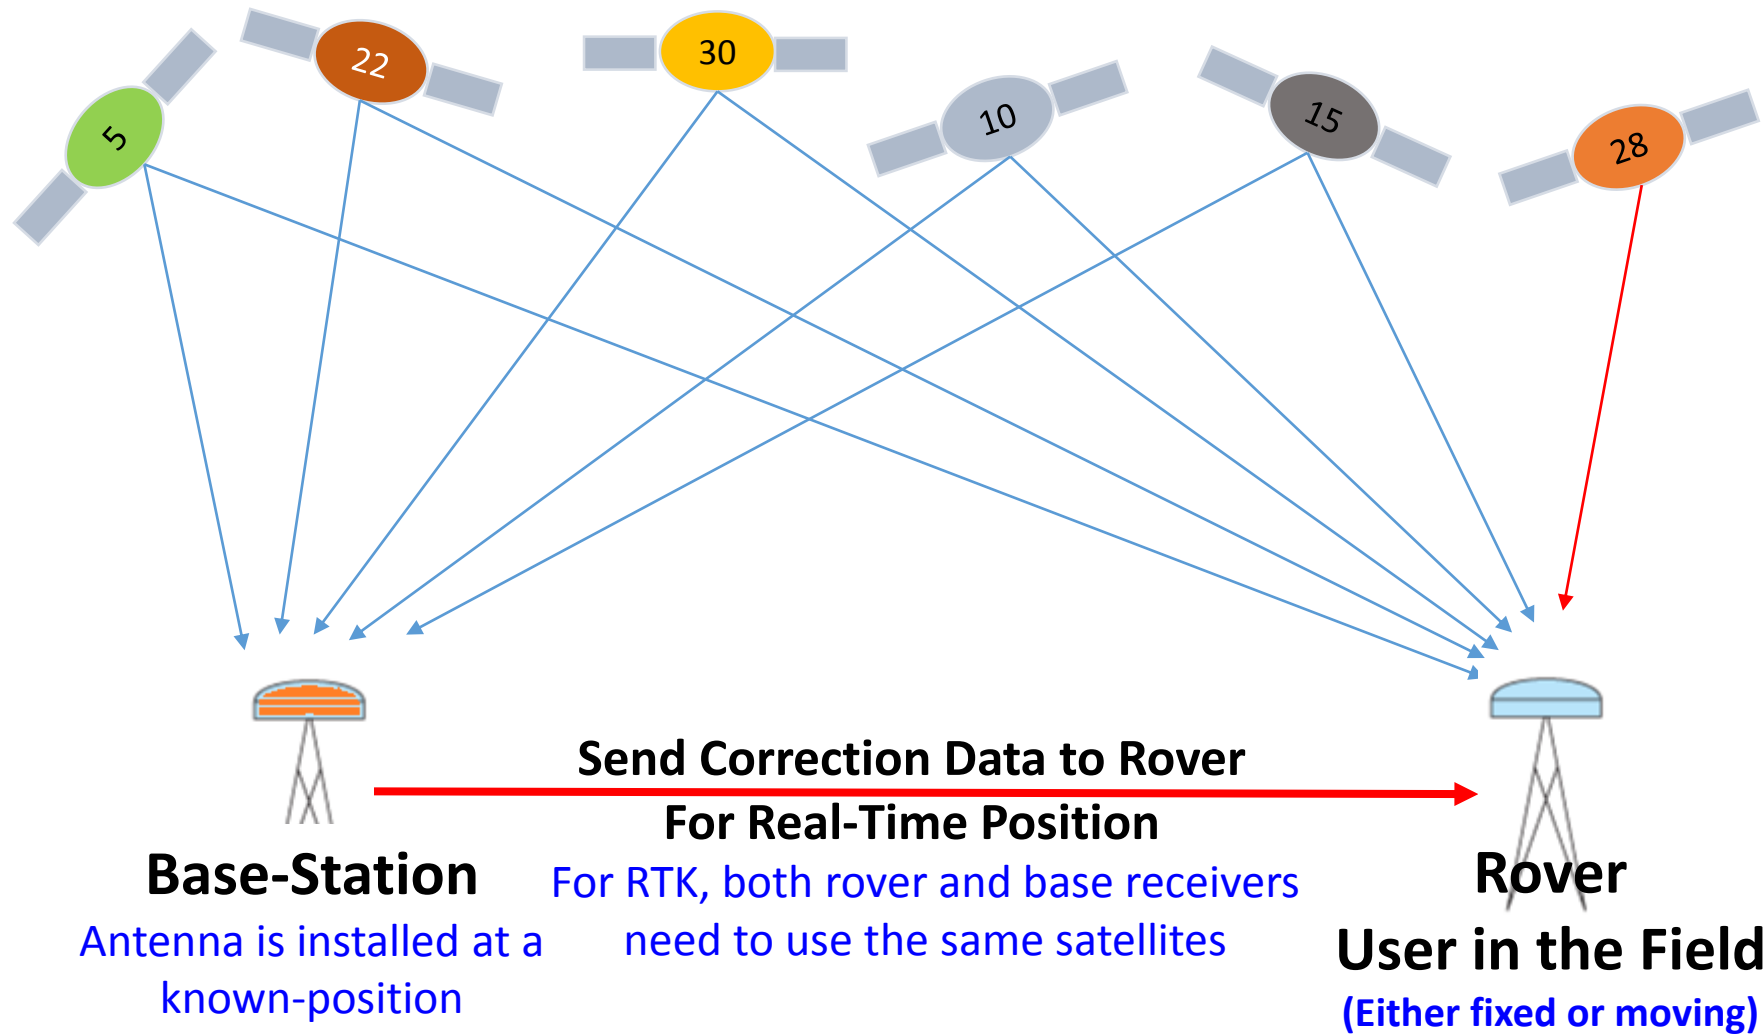 5
22
30
10
15
28
Send Correction Data to Rover
For Real-Time Position
For RTK, both rover and base receivers
need to use the same satellites
Base-Station
Antenna is installed at a
known-position
Rover
User in the Field
(Either fixed or moving)